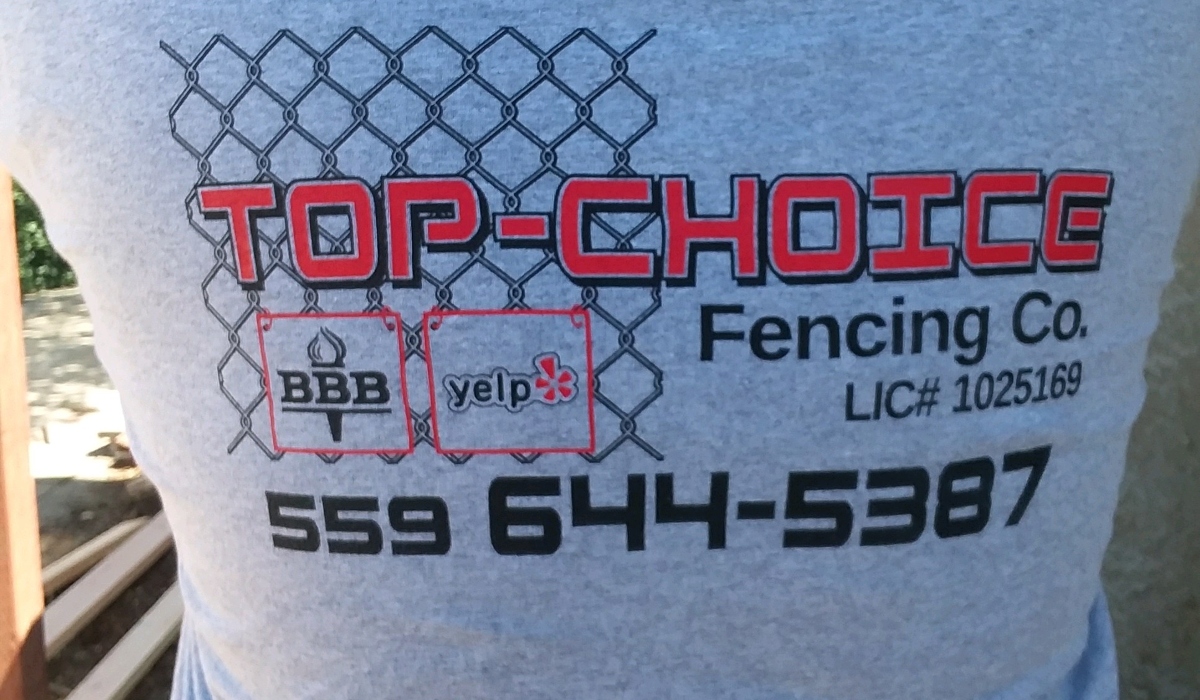 TOP-CHOICE
Fencing Co.
LIC# 1025169
BBB
yelp
559 644-5387